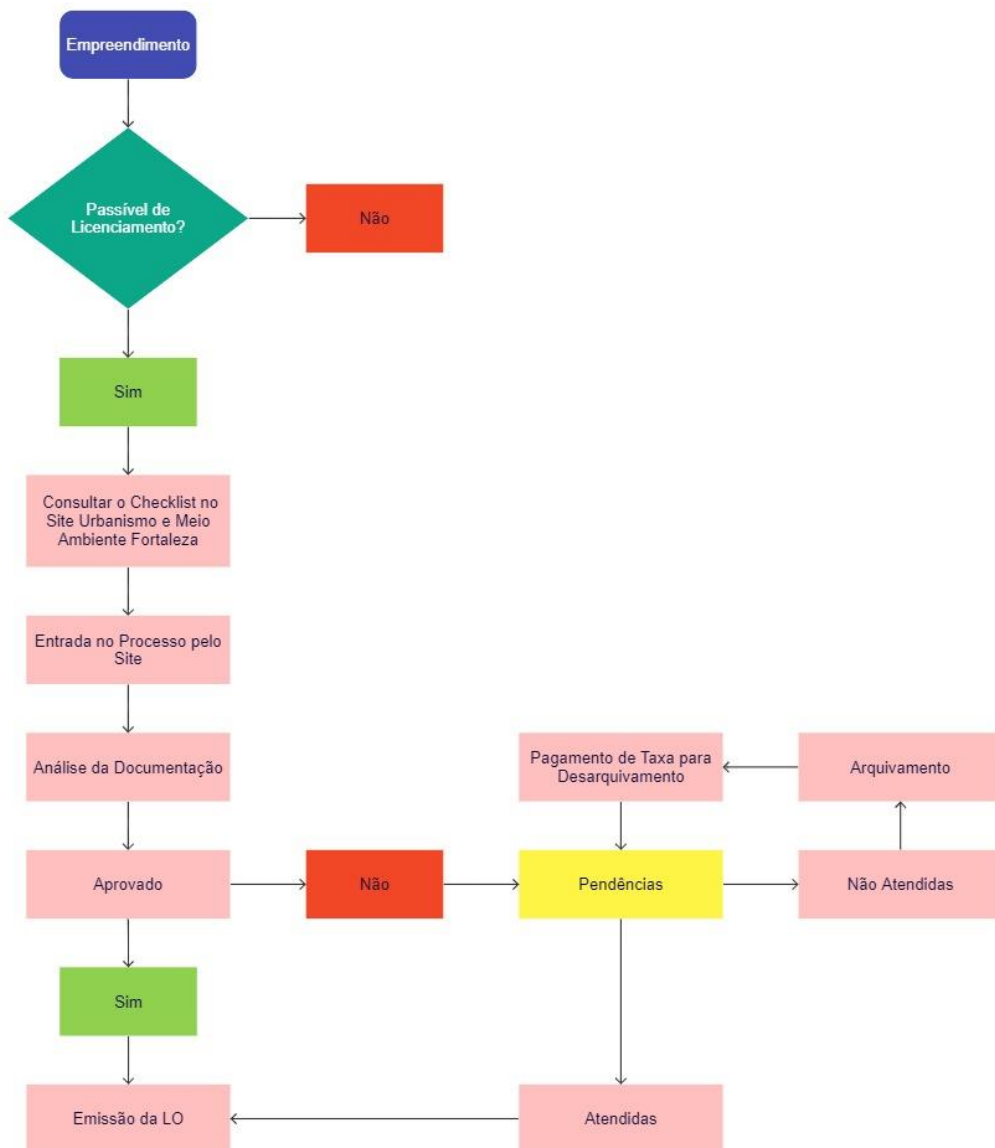 Empreendimento
Passível de
Licenciamento?
Não
Sim
Consultar o Checklist no
Site Urbanismo e Meio
Ambiente Fortaleza
Entrada no Processo pelo
Site
Análise da Documentação
Pagamento de Taxa para
Desarquivamento
Arquivamento
Aprovado
Não
Pendências
Não Atendidas
Sim
Emissão da LO
Atendidas